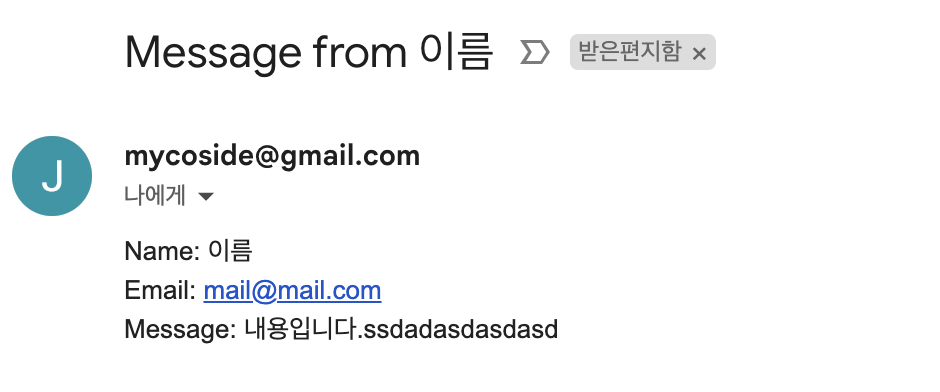 Message from 이름 받은편지함 ×
J
mycoside@gmail.com
나에게
Name: 이름
Email: mail@mail.com
Message: 내용입니다.ssdadasdasdasd